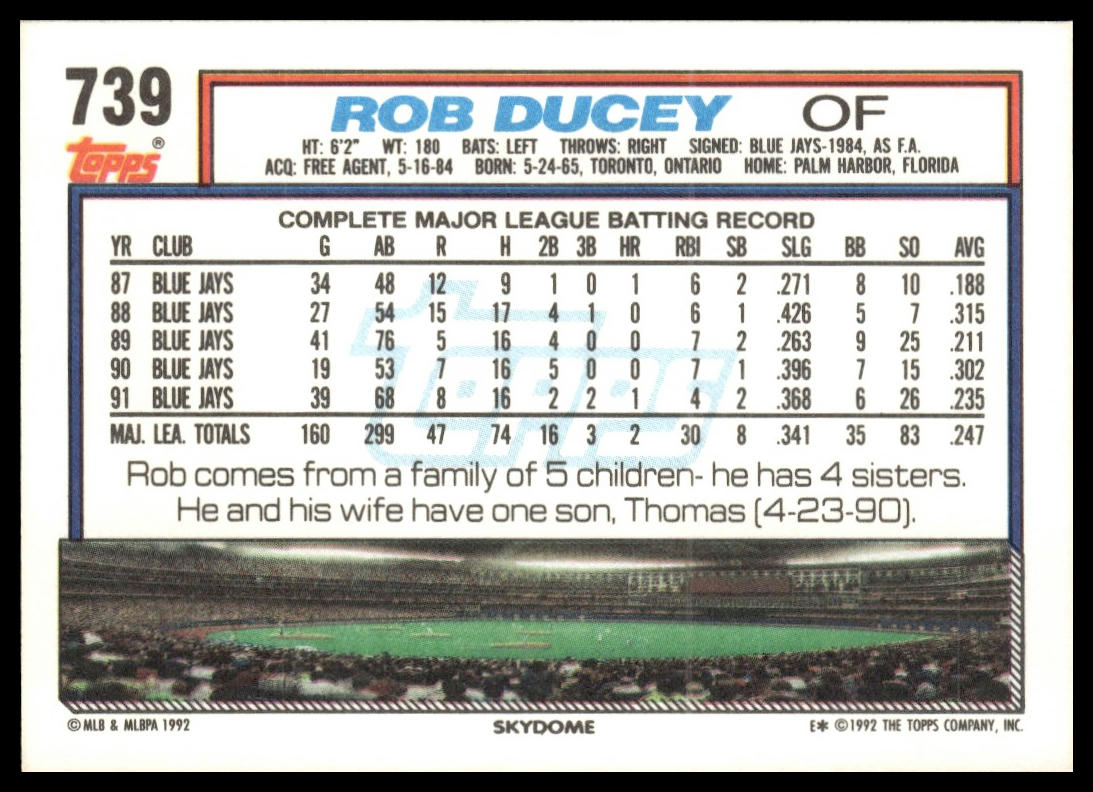 739
topps®
ROB DUCEY OF
HT: 6'2" WT: 180 BATS: LEFT THROWS: RIGHT SIGNED: BLUE JAYS-1984, AS F.A.
ACQ: FREE AGENT, 5-16-84 BORN: 5-24-65, TORONTO, ONTARIO HOME: PALM HARBOR, FLORIDA
COMPLETE MAJOR LEAGUE BATTING RECORD
YR CLUB G AB R H 2B 3B HR RBI SB SLG BB SO AVG
87 BLUE JAYS 34 48 12 9 1 0 1 6 2 .271 8 10 .188
88 BLUE JAYS 27 54 15 17 4 1 0 6 1 .426 5 7 .315
89 BLUE JAYS 41 76 5 16 4 0 0 7 2 .263 9 25 .211
90 BLUE JAYS 19 53 7 16 5 0 0 7 1 .396 7 15 .302
91 BLUE JAYS 39 68 8 16 2 2 1 4 2 .368 6 26 .235
MAJ. LEA. TOTALS 160 299 47 74 16 3 2 30 8 .341 35 83 .247
topps
Rob comes from a family of 5 children- he has 4 sisters.
He and his wife have one son, Thomas (4-23-90).
© MLB & MLBPA 1992 SKYDOME E* © 1992 THE TOPPS COMPANY, INC.